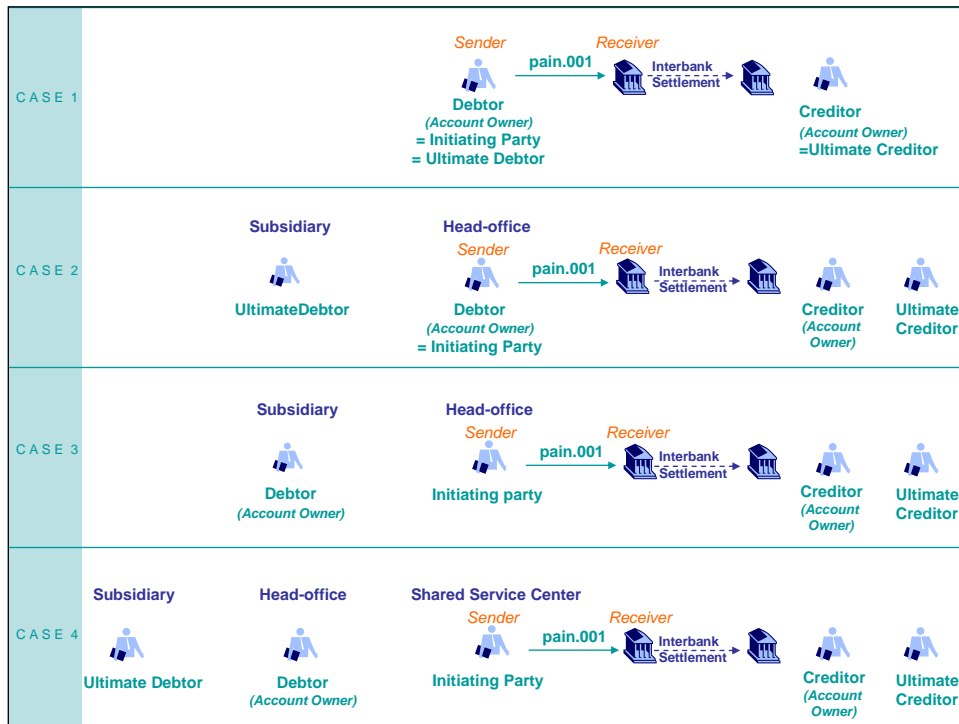 CASE 1
Sender
Receiver
pain.001
Interbank
Settlement
Debtor
(Account Owner)
= Initiating Party
= Ultimate Debtor
Creditor
(Account Owner)
=Ultimate Creditor
CASE 2
Subsidiary
Head-office
Sender
Receiver
pain.001
Interbank
Settlement
UltimateDebtor
Debtor
(Account Owner)
= Initiating Party
Creditor
(Account
Owner)
Ultimate
Creditor
CASE 3
Subsidiary
Head-office
Sender
Receiver
pain.001
Interbank
Settlement
Debtor
(Account Owner)
Initiating party
Creditor
(Account
Owner)
Ultimate
Creditor
CASE 4
Subsidiary
Head-office
Shared Service Center
Sender
Receiver
pain.001
Interbank
Settlement
Ultimate Debtor
Debtor
(Account Owner)
Initiating Party
Creditor
(Account
Owner)
Ultimate
Creditor